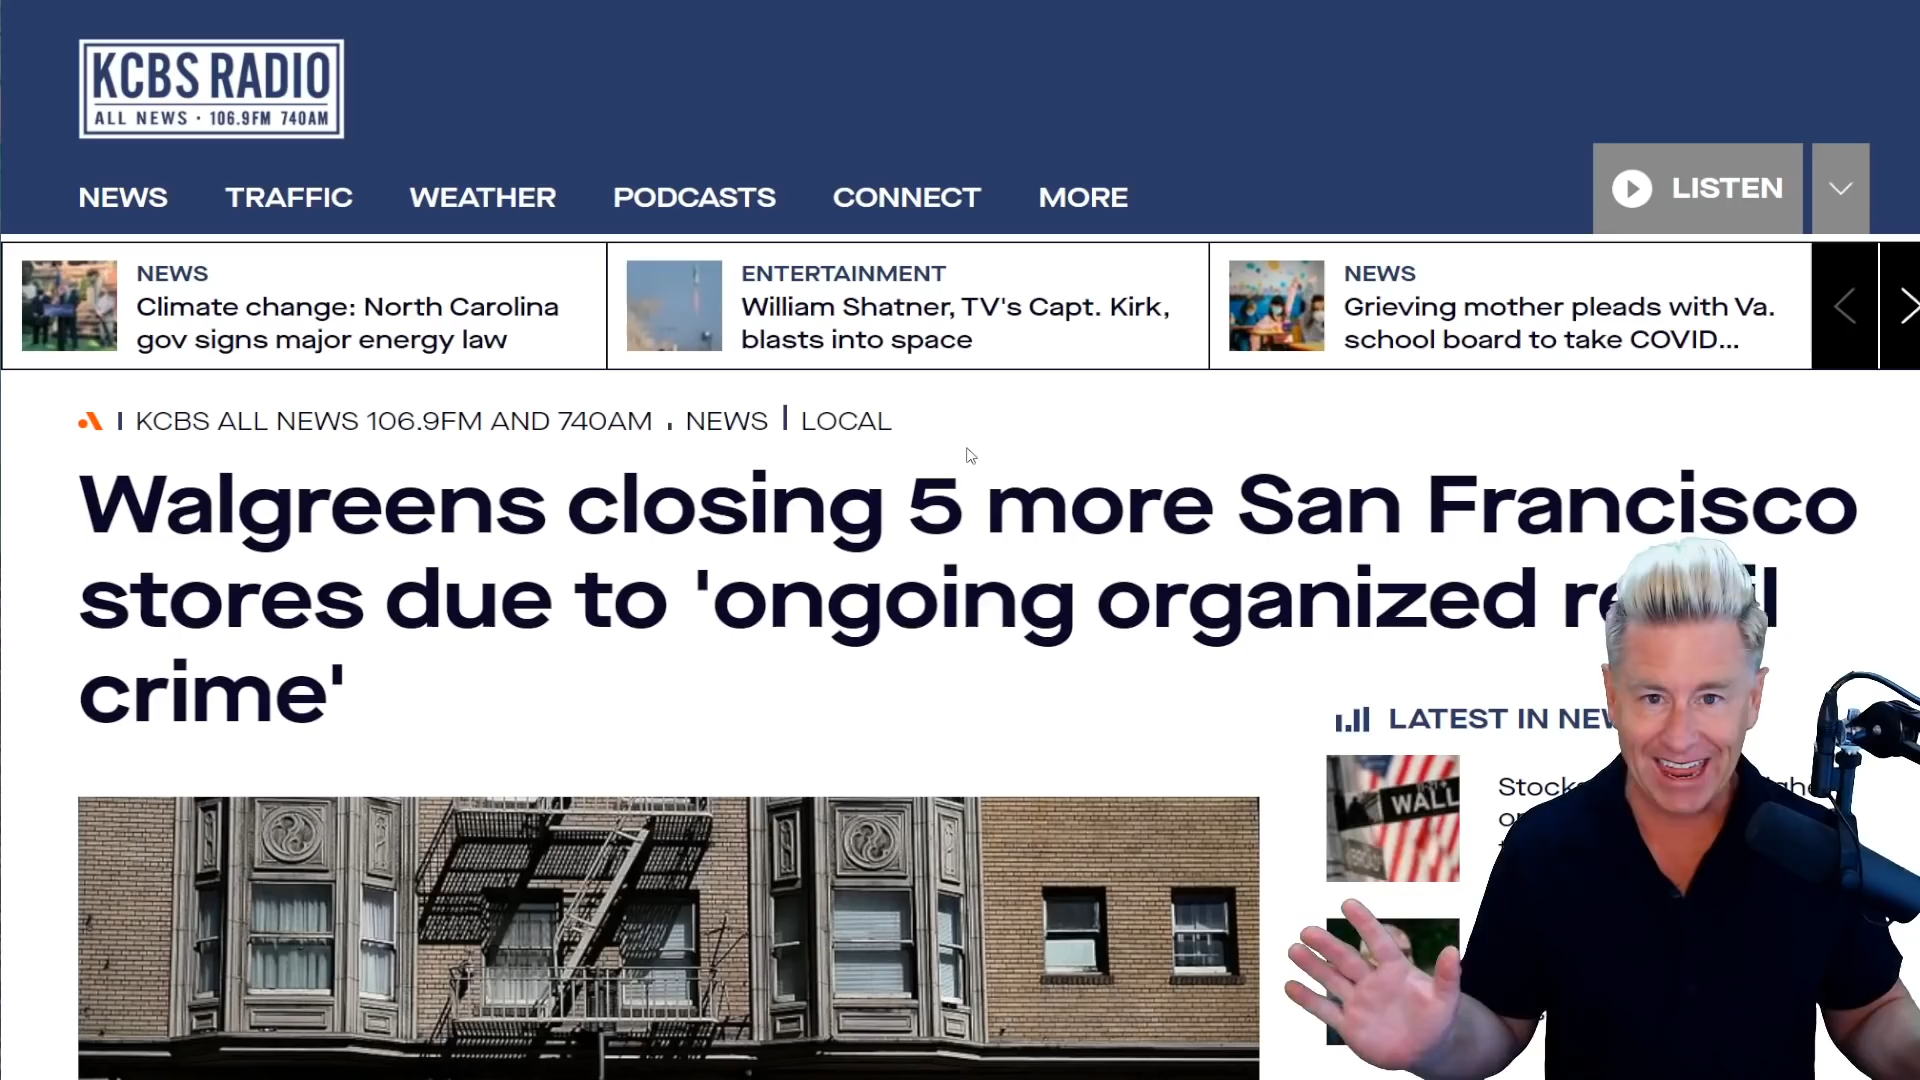 KCBS RADIO
ALL NEWS · 106.9FM 740AM
NEWS TRAFFIC WEATHER PODCASTS CONNECT MORE
LISTEN
NEWS
Climate change: North Carolina
gov signs major energy law
ENTERTAINMENT
William Shatner, TV's Capt. Kirk,
blasts into space
NEWS
Grieving mother pleads with Va.
school board to take COVID...
KCBS ALL NEWS 106.9FM AND 740AM | NEWS | LOCAL
Walgreens closing 5 more San Francisco
stores due to 'ongoing organized
crime'
LATEST IN
WALL